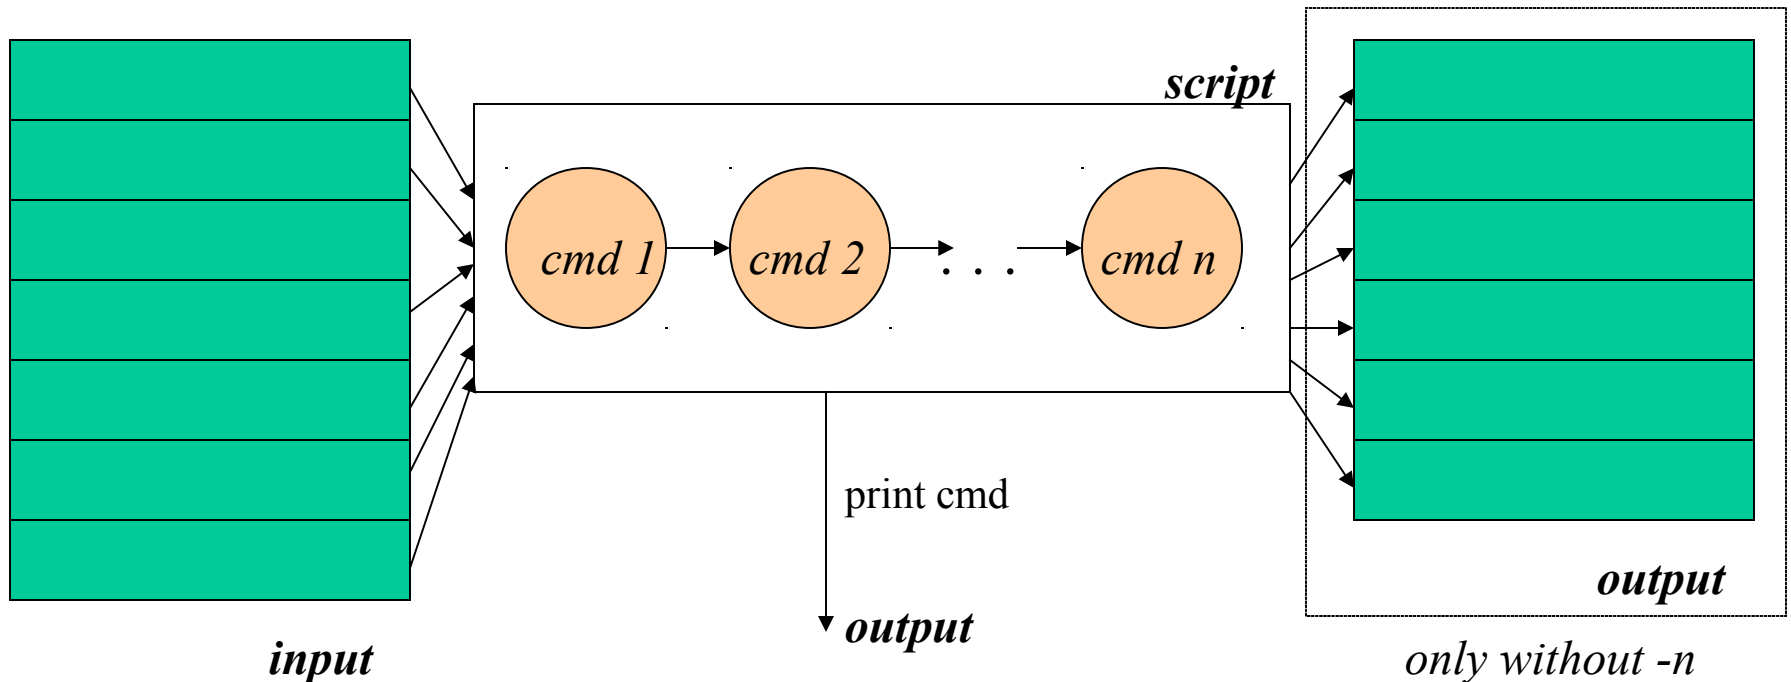 script
cmd 1
cmd 2
. . .
cmd n
print cmd
output
output
input
only without -n